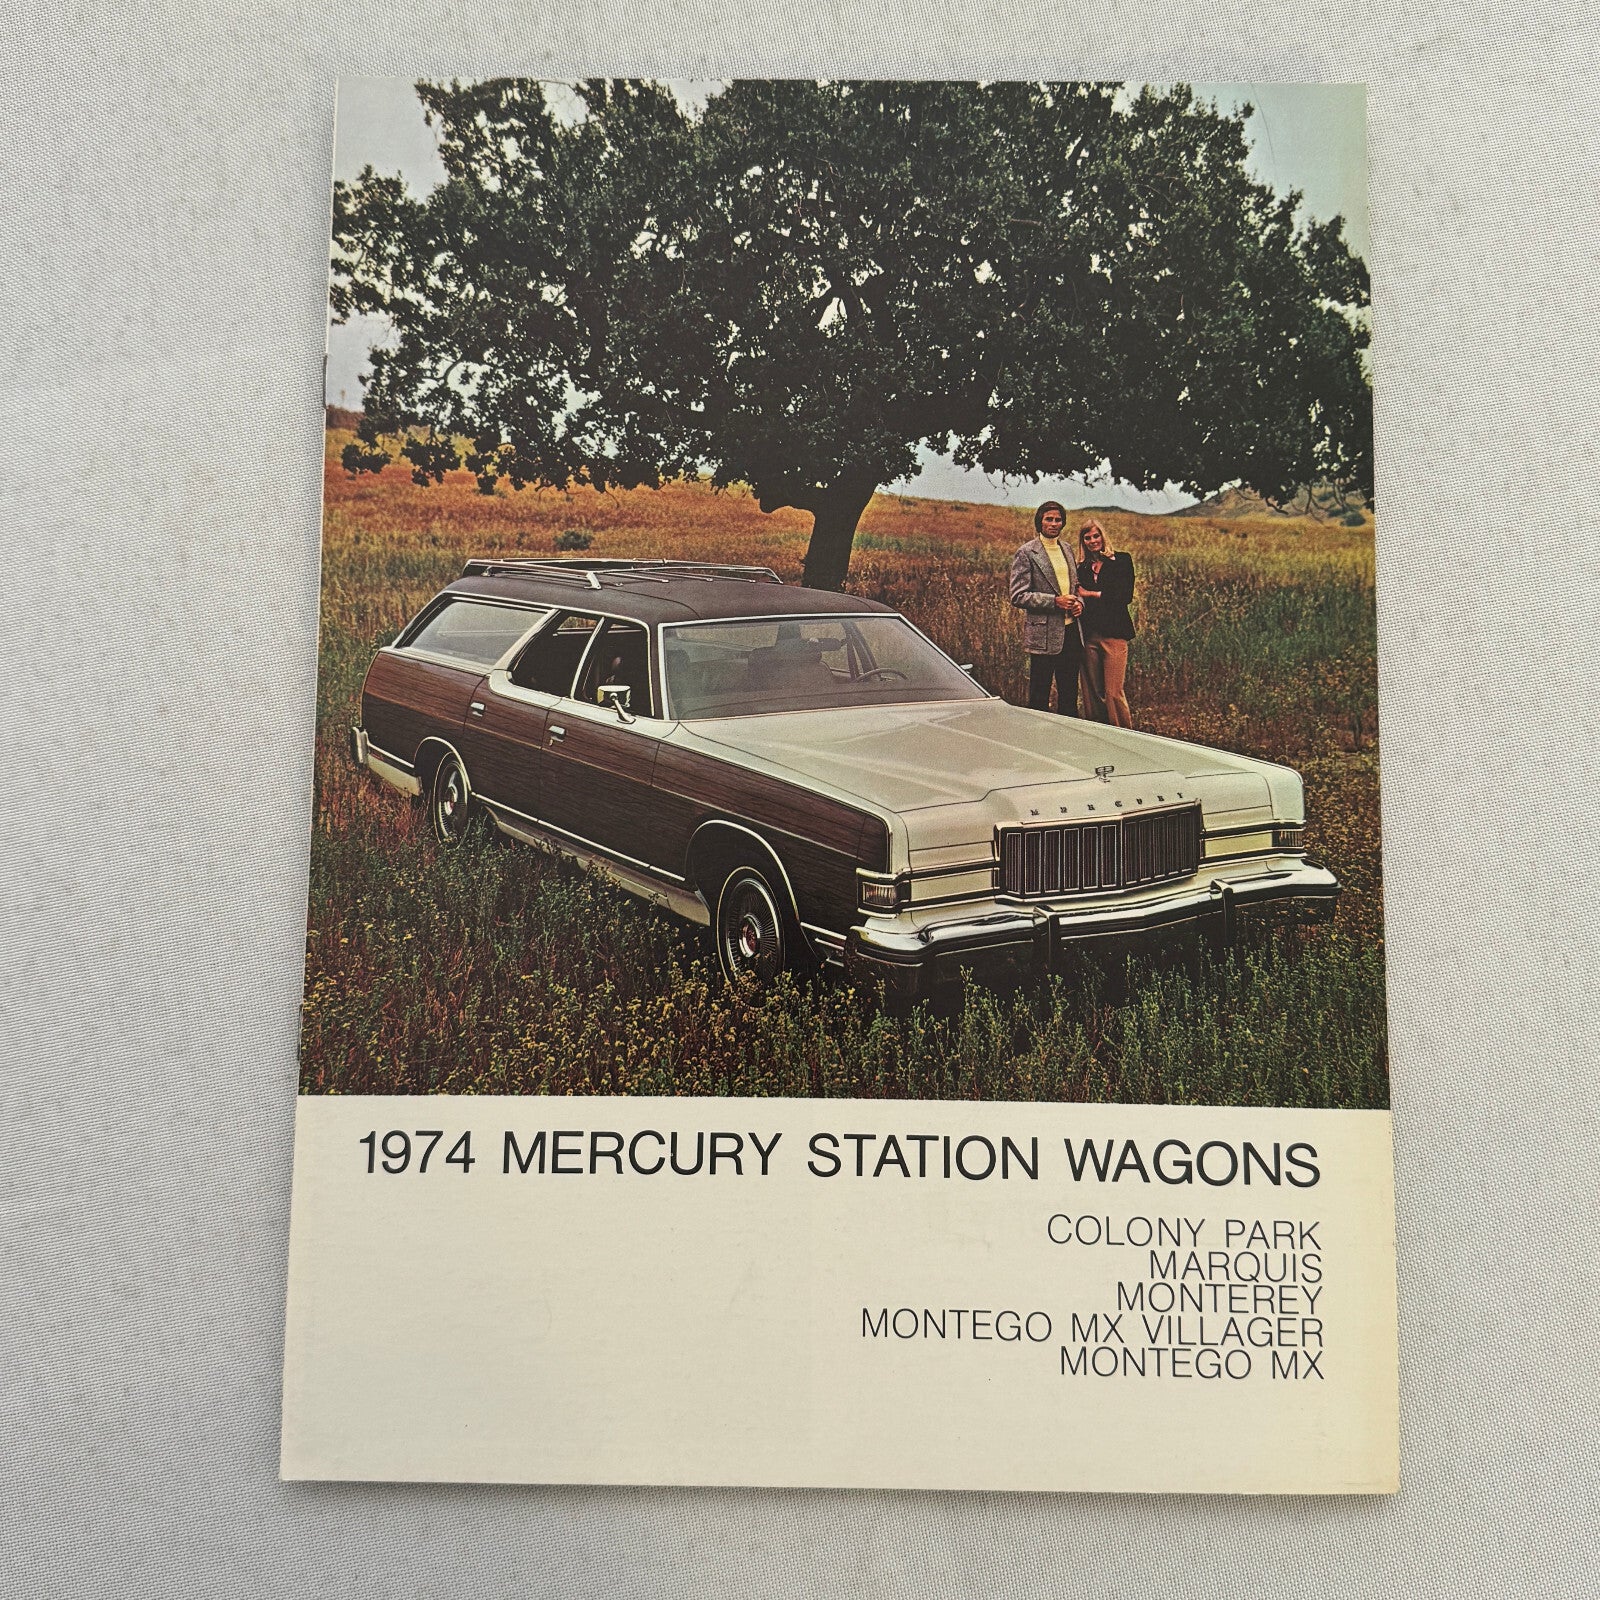 MERCURY
1974 MERCURY STATION WAGONS
COLONY PARK
MARQUIS
MONTEREY
MONTEGO MX VILLAGER
MONTEGO MX